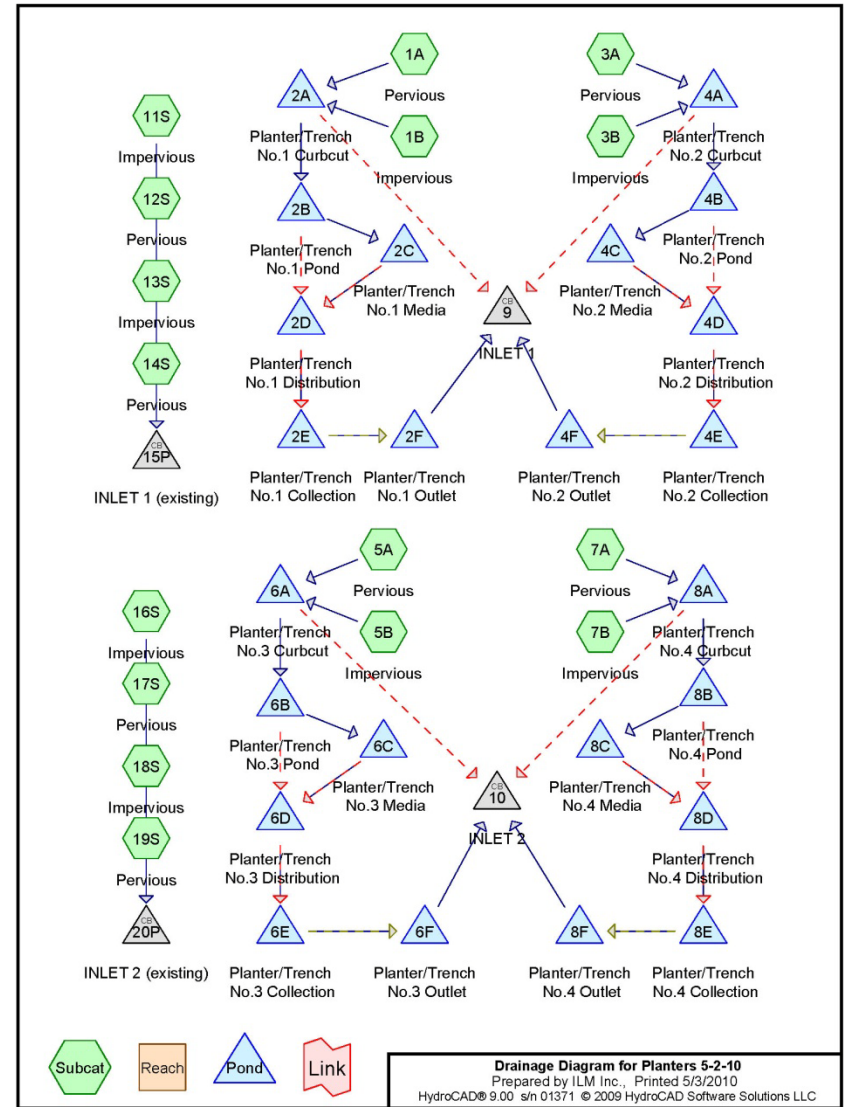 1A
Pervious
2A
1B
Impervious
Planter/Trench
No.1 Curbcut
2B
2C
Planter/Trench
No.1 Pond
Planter/Trench
No.1 Media
2D
Planter/Trench
No.1 Distribution
2E
2F
Planter/Trench
No.1 Collection
Planter/Trench
No.1 Outlet
3A
Pervious
4A
3B
Impervious
Planter/Trench
No.2 Curbcut
4B
4C
Planter/Trench
No.2 Pond
Planter/Trench
No.2 Media
4D
Planter/Trench
No.2 Distribution
4F
4E
Planter/Trench
No.2 Outlet
Planter/Trench
No.2 Collection
CB
9
INLET 1
11S
Impervious
12S
Pervious
13S
Impervious
14S
Pervious
CB
15P
INLET 1 (existing)
5A
Pervious
6A
5B
Impervious
Planter/Trench
No.3 Curbcut
6B
6C
Planter/Trench
No.3 Pond
Planter/Trench
No.3 Media
6D
Planter/Trench
No.3 Distribution
6E
6F
Planter/Trench
No.3 Collection
Planter/Trench
No.3 Outlet
7A
Pervious
8A
7B
Impervious
Planter/Trench
No.4 Curbcut
8B
8C
Planter/Trench
No.4 Pond
Planter/Trench
No.4 Media
8D
Planter/Trench
No.4 Distribution
8F
8E
Planter/Trench
No.4 Outlet
Planter/Trench
No.4 Collection
CB
10
INLET 2
16S
Impervious
17S
Pervious
18S
Impervious
19S
Pervious
CB
20P
INLET 2 (existing)
Subcat
Reach
Pond
Link
Drainage Diagram for Planters 5-2-10
Prepared by ILM Inc., Printed 5/3/2010
HydroCAD® 9.00 s/n 01371 © 2009 HydroCAD Software Solutions LLC